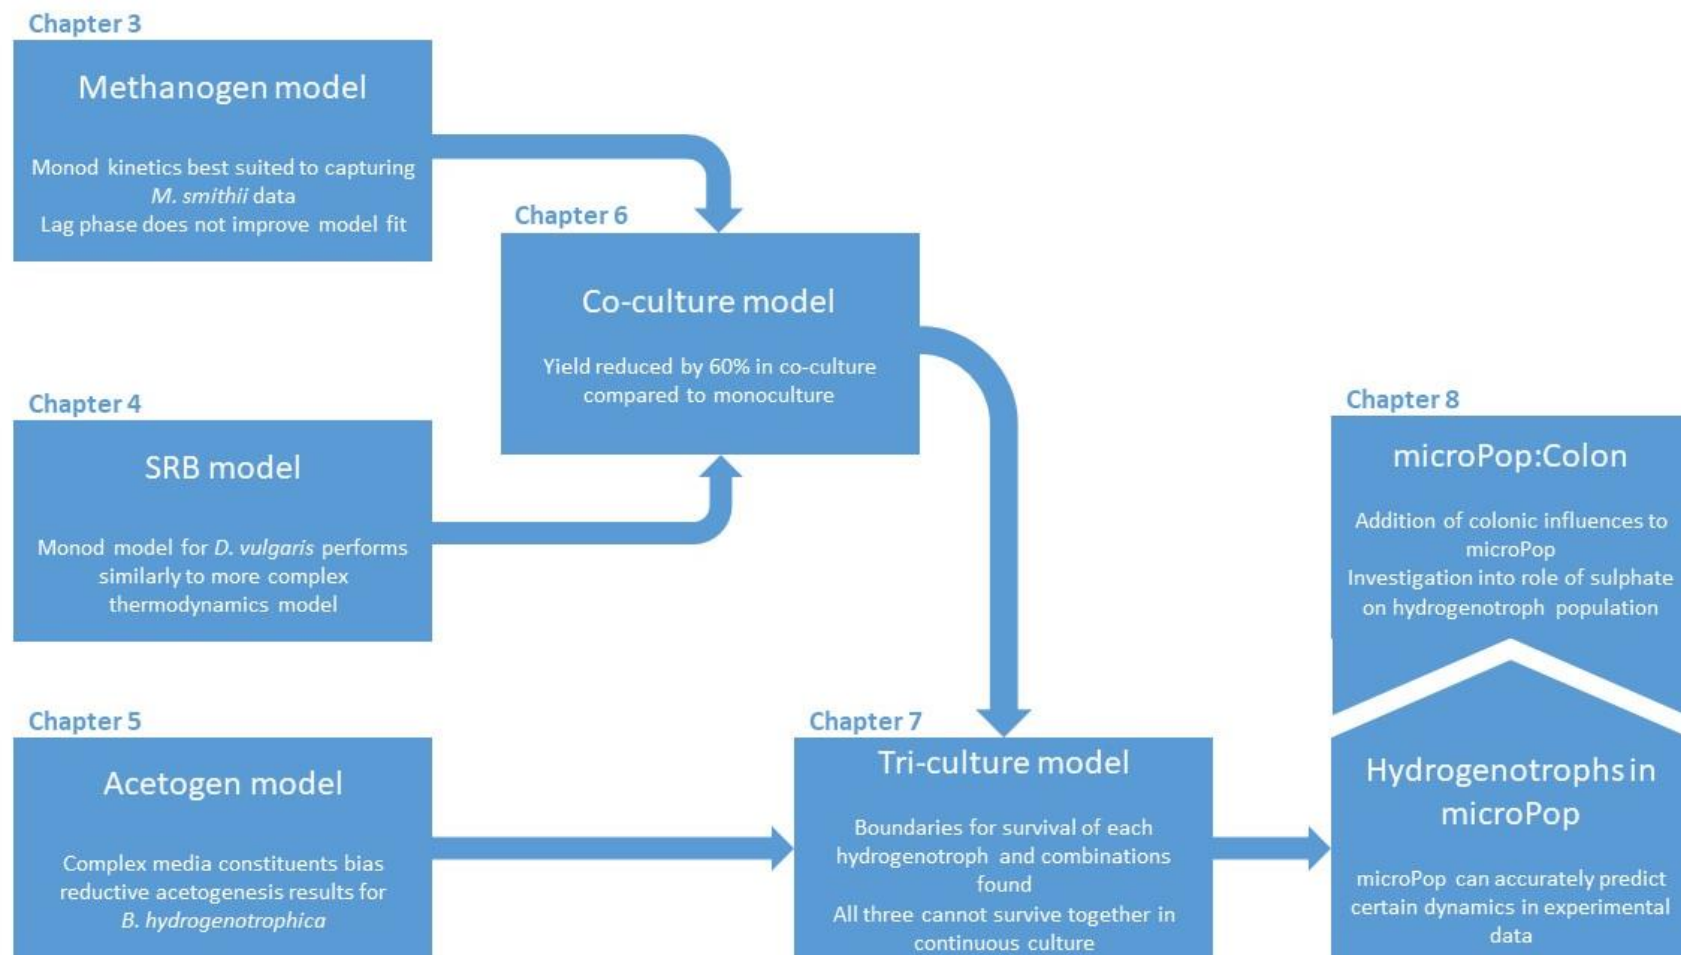 Chapter 3
Methanogen model
Monod kinetics best suited to capturing
M. smithii data
Lag phase does not improve model fit
Chapter 4
SRB model
Monod model for D. vulgaris performs
similarly to more complex
thermodynamics model
Chapter 5
Acetogen model
Complex media constituents bias
reductive acetogenesis results for
B. hydrogenotrophica
Chapter 6
Co-culture model
Yield reduced by 60% in co-culture
compared to monoculture
Chapter 7
Tri-culture model
Boundaries for survival of each
hydrogenotroph and combinations
found
All three cannot survive together in
continuous culture
Chapter 8
microPop:Colon
Addition of colonic influences to
microPop
Investigation into role of sulphate
on hydrogenotroph population
Hydrogenotrophs in
microPop
microPop can accurately predict
certain dynamics in experimental
data